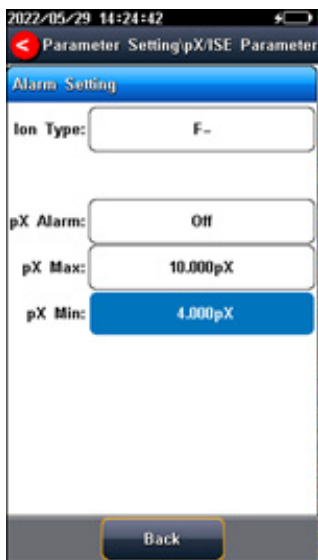 2022/05/29 14:24:42
< Parameter Setting\pX/ISE Parameter
Alarm Setting
Ion Type: F-
pX Alarm: Off
pX Max: 10.000pX
pX Min: 4.000pX
Back